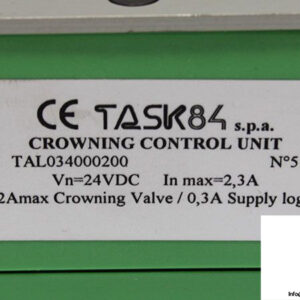 CE TASK84 s.p.a.
CROWNING CONTROL UNIT
TAL034000200 N°5
Vn=24VDC In max=2,3A
2Amax Crowning Valve / 0,3A Supply log
Info@